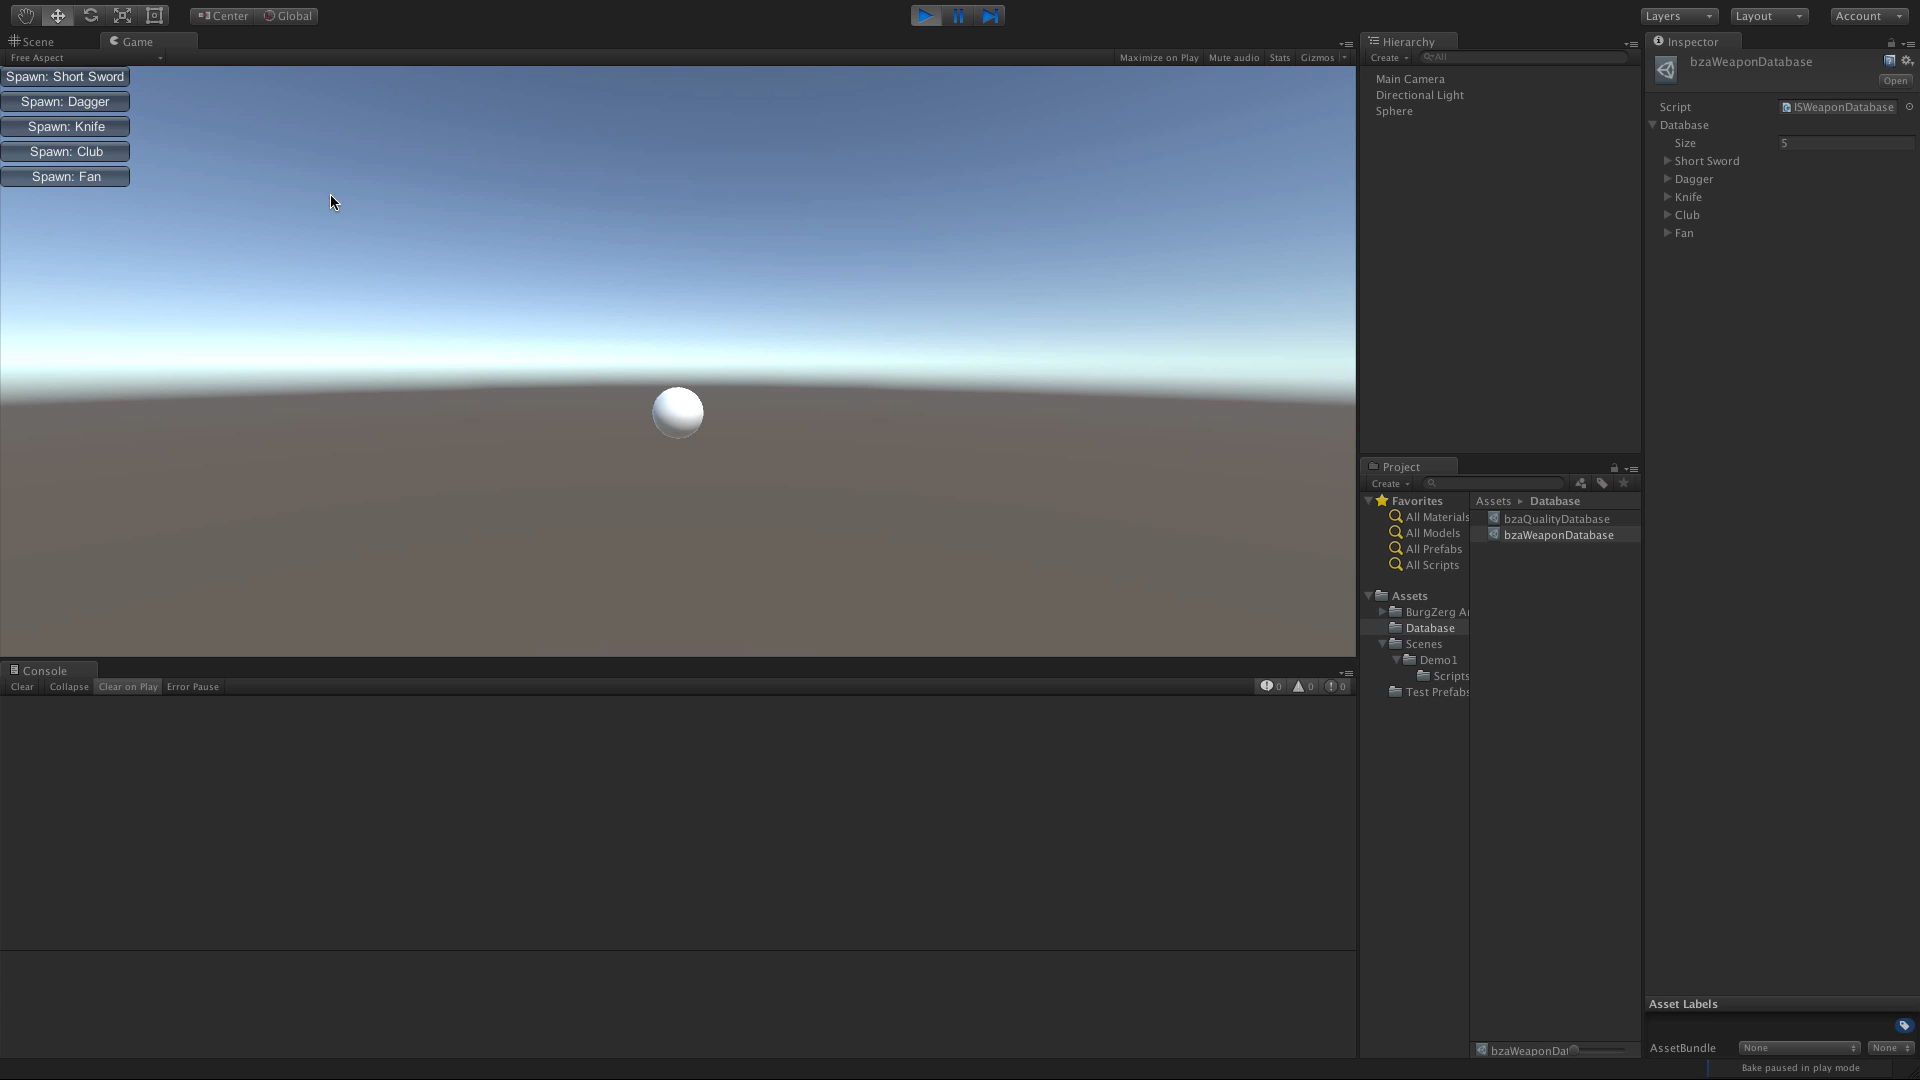 Center Global Layers Layout Account
Scene Game
Free Aspect Maximize on Play Mute audio Stats Gizmos
Spawn: Short Sword
Spawn: Dagger
Spawn: Knife
Spawn: Club
Spawn: Fan
Console
Clear Collapse Clear on Play Error Pause 0 0 0
Hierarchy
Create All
Main Camera
Directional Light
Sphere
Project
Create
Favorites
All Materials
All Models
All Prefabs
All Scripts
Assets
BurgZerg Ar
Database
Scenes
Demo1
Scripts
Test Prefabs
Assets Database
bzaQualityDatabase
bzaWeaponDatabase
bzaWeaponDat
Inspector
bzaWeaponDatabase
Open
Script ISWeaponDatabase
Database
Size 5
Short Sword
Dagger
Knife
Club
Fan
Asset Labels
AssetBundle None None
Bake paused in play mode